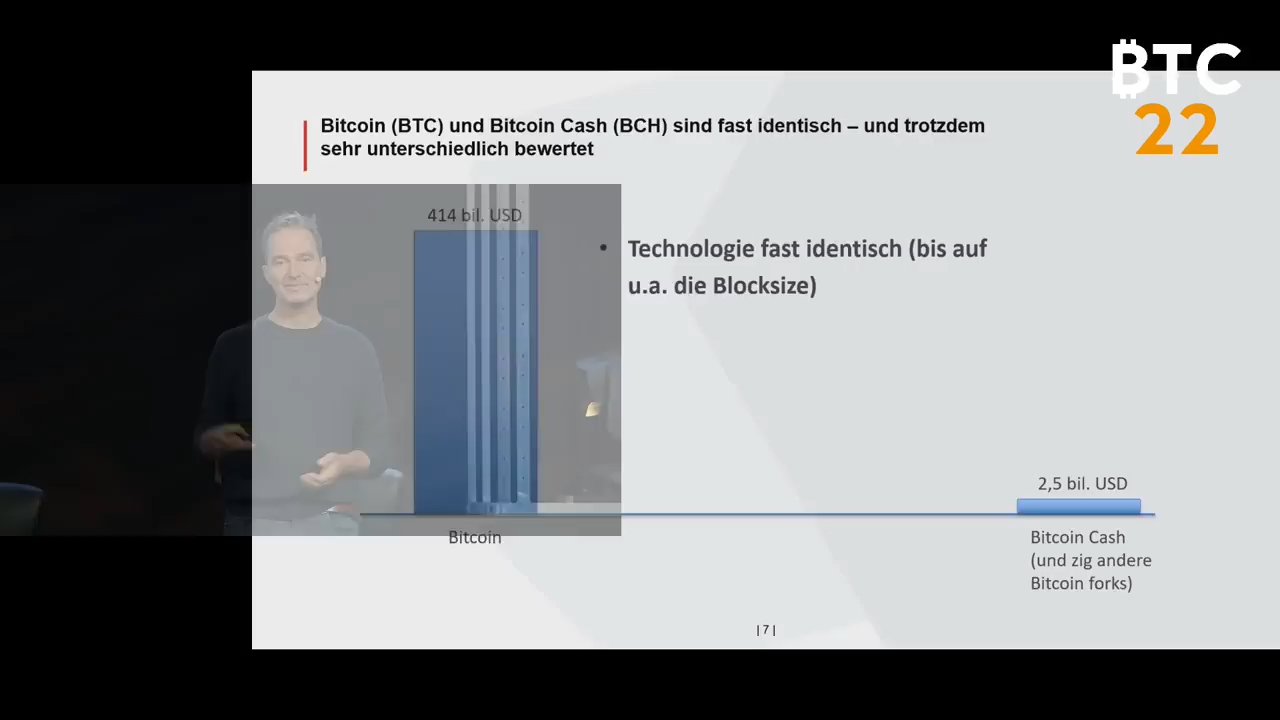 BTC
22
Bitcoin (BTC) und Bitcoin Cash (BCH) sind fast identisch – und trotzdem
sehr unterschiedlich bewertet
414 bil. USD
• Technologie fast identisch (bis auf
u.a. die Blocksize)
2,5 bil. USD
Bitcoin
Bitcoin Cash
(und zig andere
Bitcoin forks)
| 7 |